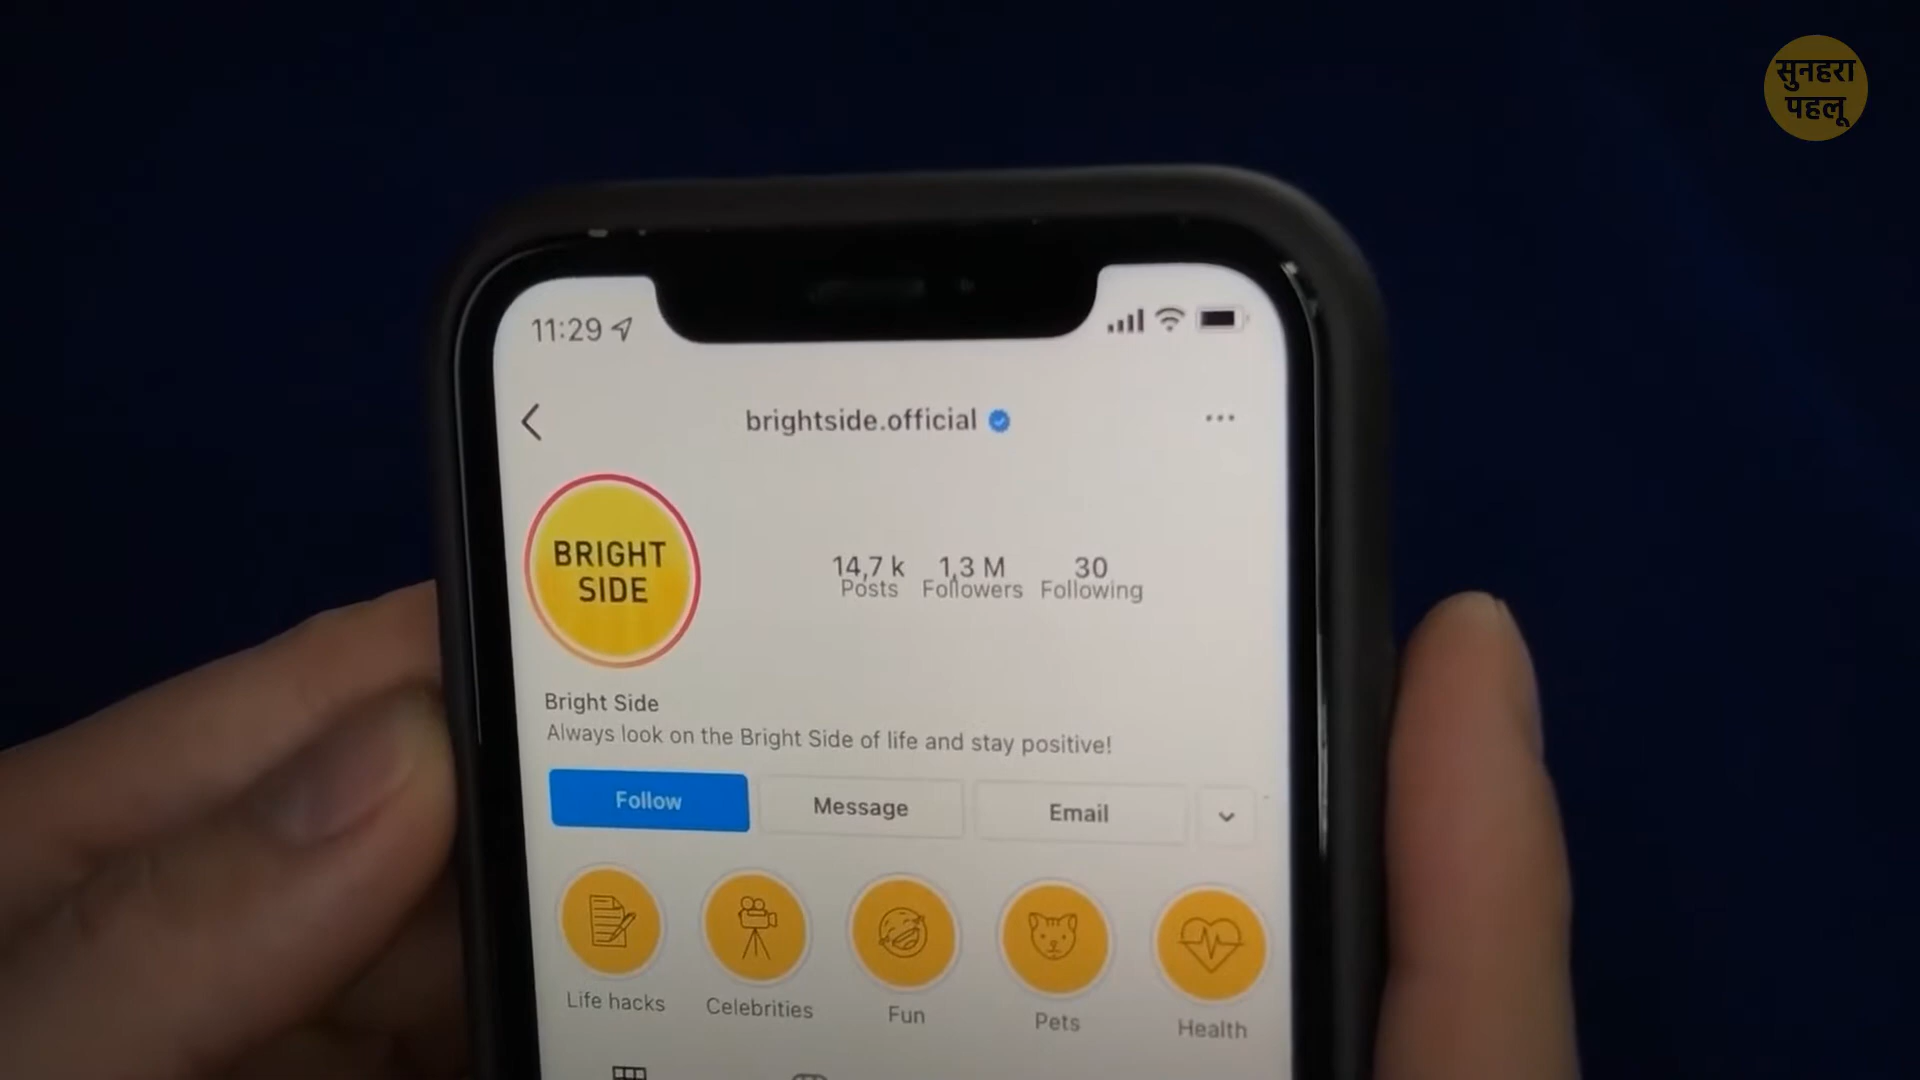 सुनहरा
पहलू
11:29
brightside.official
BRIGHT
SIDE
14,7 k 1,3 M 30
Posts Followers Following
Bright Side
Always look on the Bright Side of life and stay positive!
Follow Message Email
Life hacks Celebrities Fun Pets Health